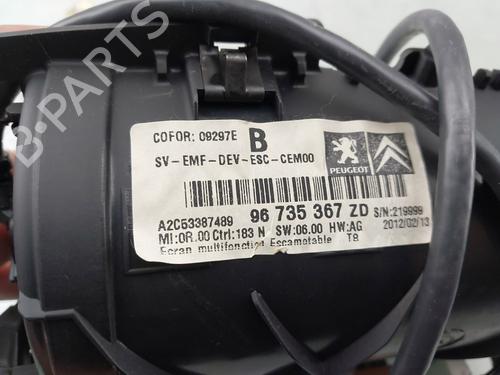 COFOR: 09297E B
SV-EMF-DEV-ESC-CEM00
PEUGEOT
A2C53387489 96 735 367 ZD S/N:219999
MI:0R.00 Ctrl:183 N SW:06.00 HW:AG 2012/02/13
Ecran multifonction Escamotable T8
B-PARTS